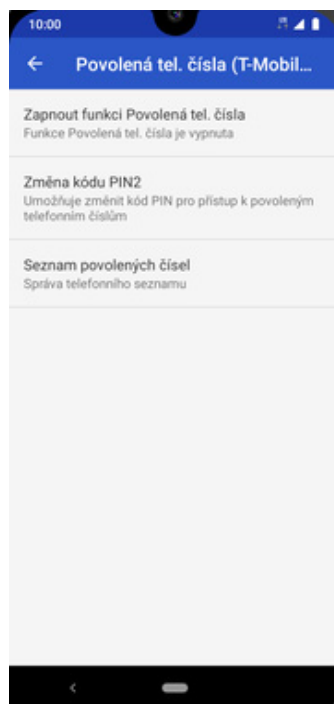 10:00
Povolená tel. čísla (T-Mobil...
Zapnout funkci Povolená tel. čísla
Funkce Povolená tel. čísla je vypnuta
Změna kódu PIN2
Umožňuje změnit kód PIN pro přístup k povoleným
telefonním číslům
Seznam povolených čísel
Správa telefonního seznamu